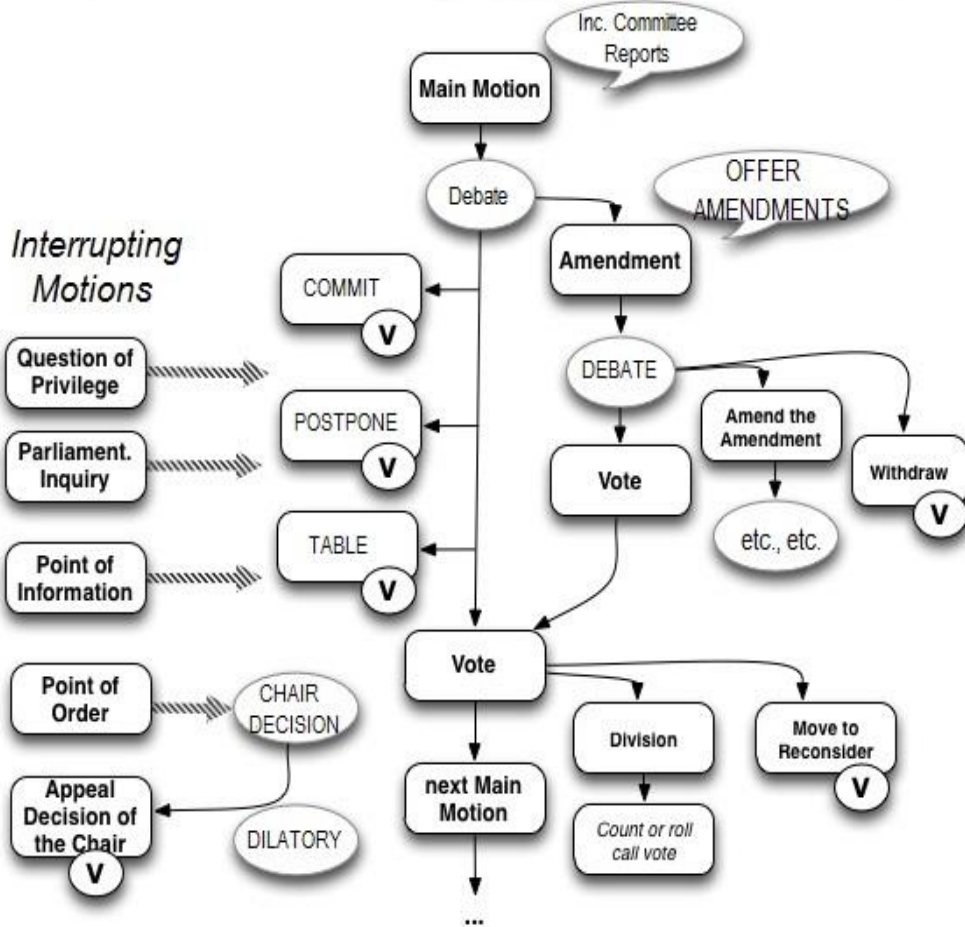 Inc. Committee
Reports
Main Motion
Debate
OFFER
AMENDMENTS
Interrupting
Motions
Amendment
COMMIT
V
Question of
Privilege
DEBATE
POSTPONE
V
Amend the
Amendment
Parliament.
Inquiry
Vote
Withdraw
V
TABLE
V
etc., etc.
Point of
Information
Vote
Point of
Order
CHAIR
DECISION
Division
Move to
Reconsider
V
Appeal
Decision of
the Chair
V
DILATORY
next Main
Motion
Count or roll
call vote
...